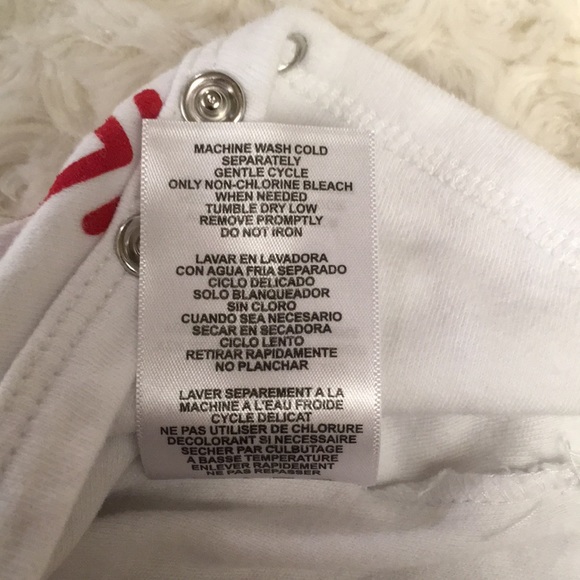 MACHINE WASH COLD
SEPARATELY
GENTLE CYCLE
ONLY NON-CHLORINE BLEACH
WHEN NEEDED
TUMBLE DRY LOW
REMOVE PROMPTLY
DO NOT IRON
LAVAR EN LAVADORA
CON AGUA FRIA SEPARADO
CICLO DELICADO
SOLO BLANQUEADOR
SIN CLORO
CUANDO SEA NECESARIO
SECAR EN SECADORA
CICLO LENTO
RETIRAR RAPIDAMENTE
NO PLANCHAR
LAVER SEPAREMENT A LA
MACHINE A L'EAU FROIDE
CYCLE DELICAT
NE PAS UTILISER DE CHLORURE
DECOLORANT SI NECESSAIRE
SECHER PAR CULBUTAGE
A BASSE TEMPERATURE
ENLEVER RAPIDEMENT
NE PAS REPASSER